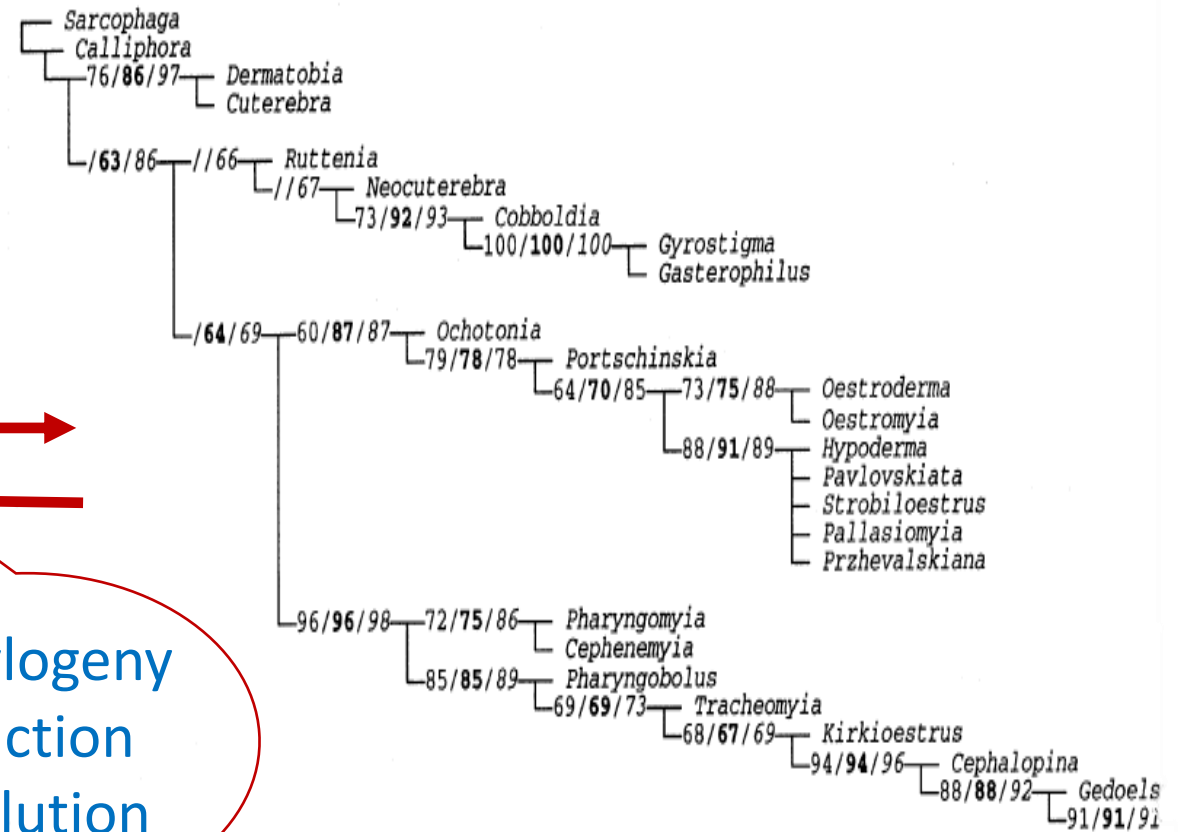 Sarcophaga
Calliphora
76/86/97 Dermatobia
Cuterebra
/63/86 //66 Ruttenia
//67 Neocuterebra
73/92/93 Cobboldia
100/100/100 Gyrostigma
Gasterophilus
/64/69 60/87/87 Ochotonia
79/78/78 Portschinskia
64/70/85 73/75/88 Oestroderma
Oestromyia
88/91/89 Hypoderma
Pavlovskiata
Strobiloestrus
Pallasiomyia
Przhevalskiana
96/96/98 72/75/86 Pharyngomyia
Cephenemyia
85/85/89 Pharyngobolus
69/69/73 Tracheomyia
68/67/69 Kirkioestrus
94/94/96 Cephalopina
88/88/92 Gedoels
91/91/91
logeny
ction
lution